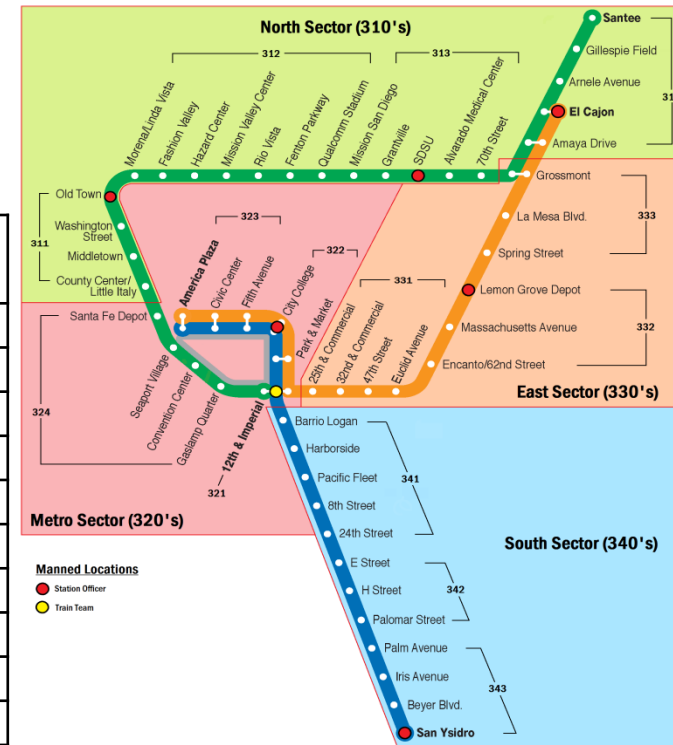 North Sector (310's)
312
313
Santee
Gillespie Field
Arnele Avenue
El Cajon
Amaya Drive
Morena/Linda Vista
Fashion Valley
Hazard Center
Mission Valley Center
Rio Vista
Fenton Parkway
Qualcomm Stadium
Mission San Diego
Grantville
SDSU
Alvarado Medical Center
70th Street
Grossmont
La Mesa Blvd.
333
Spring Street
Old Town
311
Washington
Street
Middletown
County Center/
Little Italy
323
America Plaza
Civic Center
Fifth Avenue
322
City College
Park & Market
331
25th & Commercial
32nd & Commercial
47th Street
Euclid Avenue
Lemon Grove Depot
332
Massachusetts Avenue
Encanto/62nd Street
East Sector (330's)
Santa Fe Depot
Seaport Village
Convention Center
324
Gaslamp Quarter
12th & Imperial
321
Metro Sector (320's)
Barrio Logan
Harborside
Pacific Fleet
341
8th Street
24th Street
South Sector (340's)
E Street
H Street
342
Palomar Street
Palm Avenue
Iris Avenue
343
Beyer Blvd.
San Ysidro
Manned Locations
Station Officer
Train Team